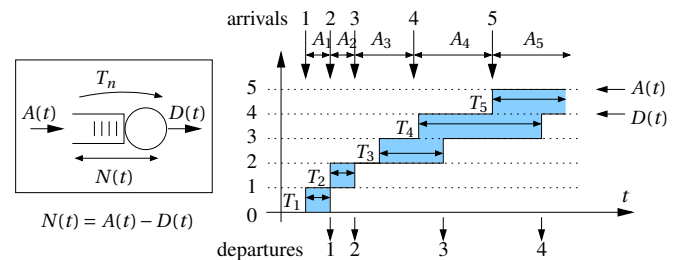 arrivals 1 2 3 4 5
A₁ A₂ A₃ A₄ A₅
Tₙ
A(t) D(t)
N(t)
N(t) = A(t) − D(t)
5 A(t)
T₅
4 D(t)
T₄
3
T₃
2
T₂
1
T₁
t
0
departures 1 2 3 4